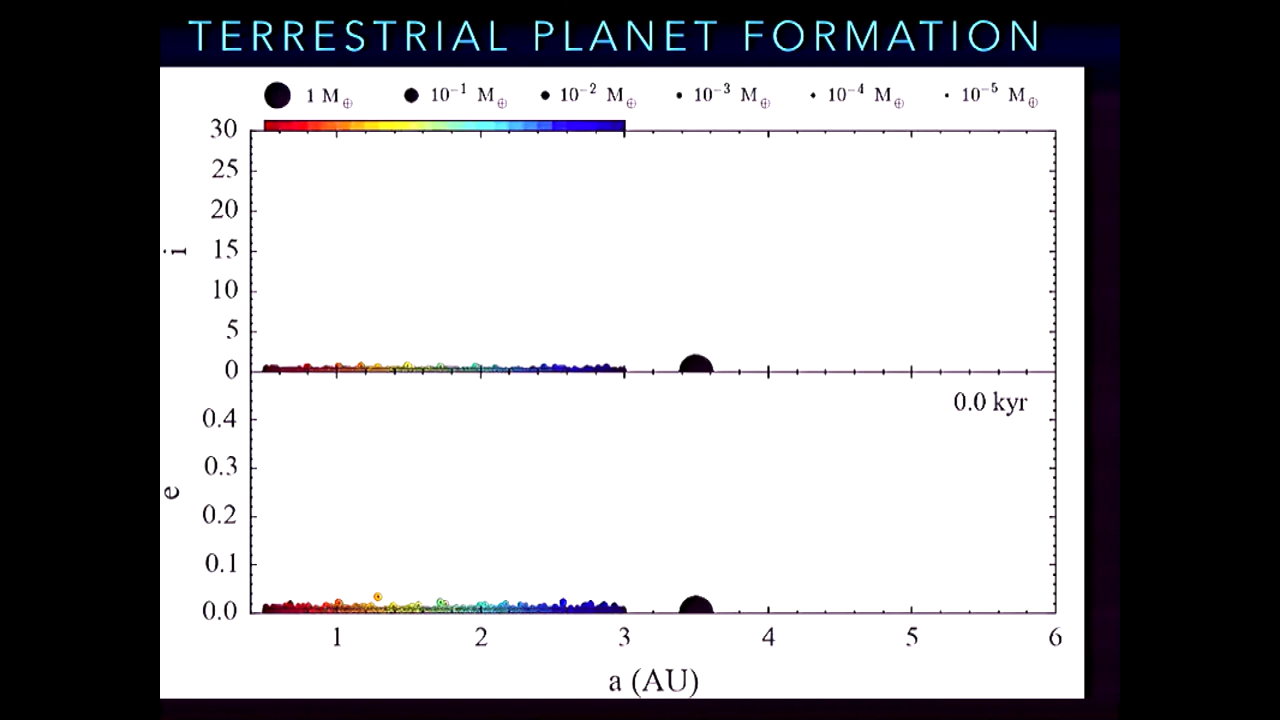 TERRESTRIAL PLANET FORMATION
1 M⊕ 10⁻¹ M⊕ 10⁻² M⊕ 10⁻³ M⊕ 10⁻⁴ M⊕ 10⁻⁵ M⊕
30
25
20
15
10
5
0
i
0.0 kyr
0.4
0.3
0.2
0.1
0.0
e
1 2 3 4 5 6
a (AU)